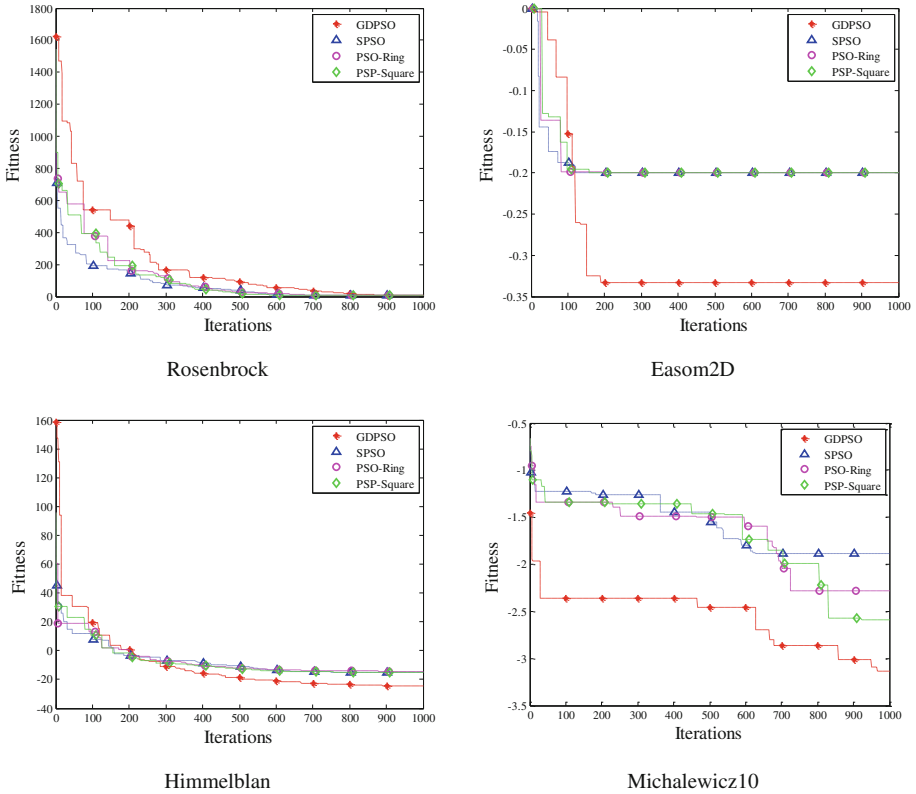 1800
1600
1400
1200
1000
800
600
400
200
0
Fitness
GDPSO
SPSO
PSO-Ring
PSP-Square
0 100 200 300 400 500 600 700 800 900 1000
Iterations
Rosenbrock
0
-0.05
-0.1
-0.15
-0.2
-0.25
-0.3
-0.35
Fitness
GDPSO
SPSO
PSO-Ring
PSP-Square
0 100 200 300 400 500 600 700 800 900 1000
Iterations
Easom2D
160
140
120
100
80
60
40
20
0
-20
-40
Fitness
GDPSO
SPSO
PSO-Ring
PSP-Square
0 100 200 300 400 500 600 700 800 900 1000
Iterations
Himmelblan
-0.5
-1
-1.5
-2
-2.5
-3
-3.5
Fitness
GDPSO
SPSO
PSO-Ring
PSP-Square
0 100 200 300 400 500 600 700 800 900 1000
Iterations
Michalewicz10